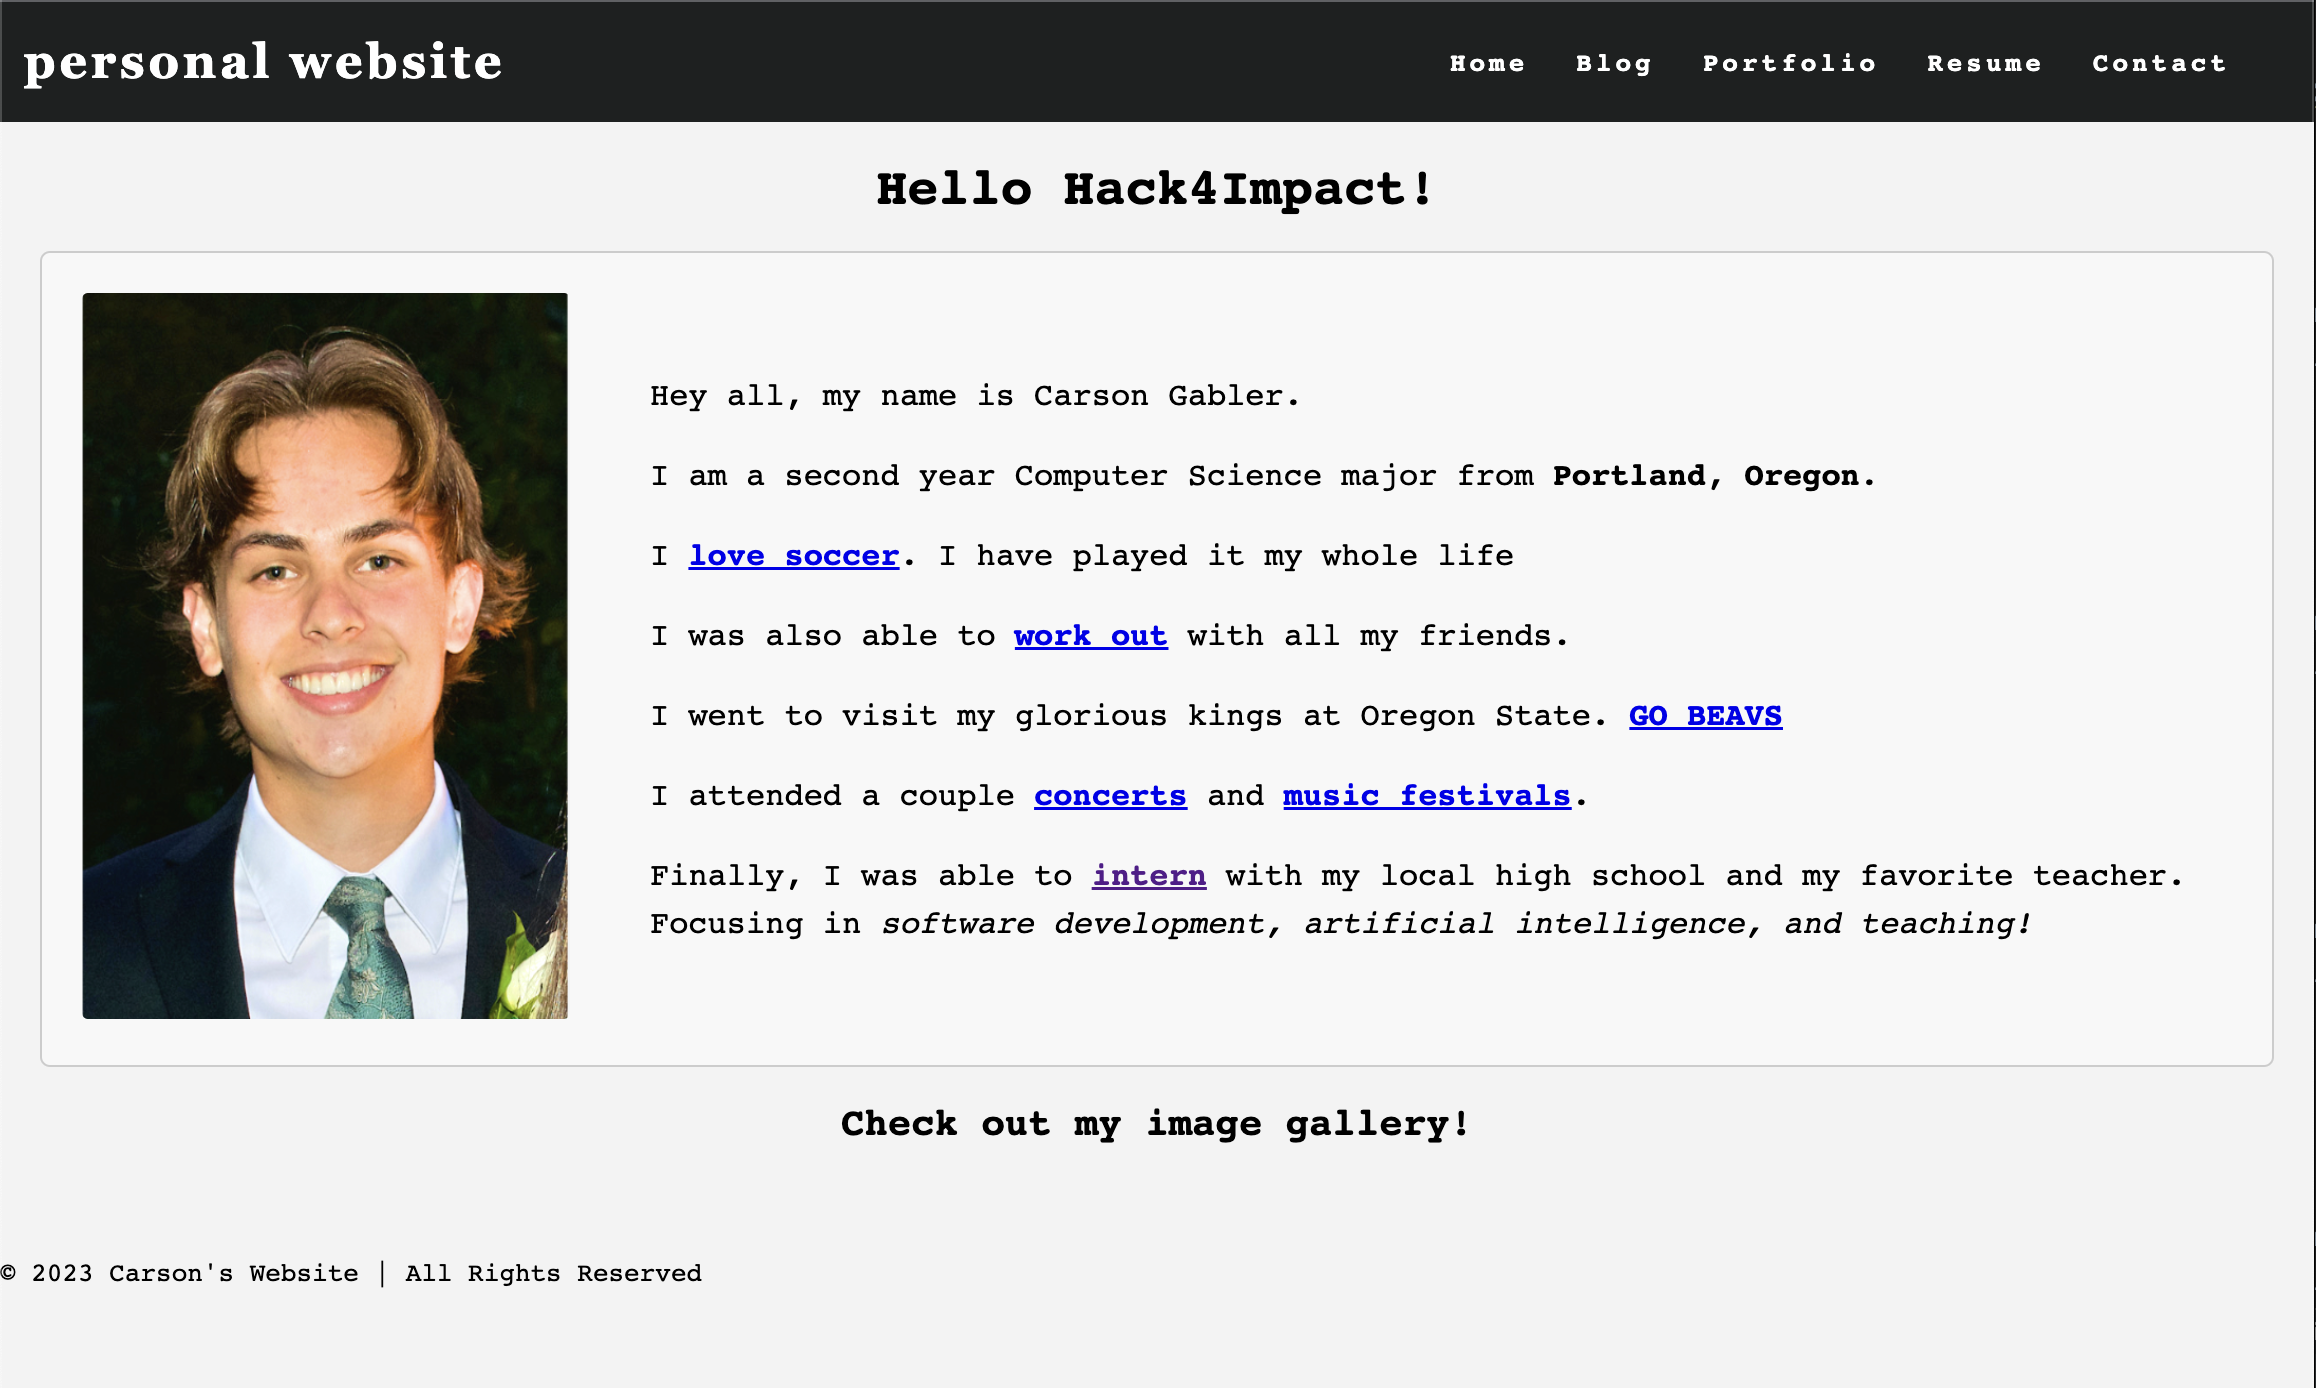 personal website
Home Blog Portfolio Resume Contact
Hello Hack4Impact!
Hey all, my name is Carson Gabler.
I am a second year Computer Science major from Portland, Oregon.
I love soccer. I have played it my whole life
I was also able to work out with all my friends.
I went to visit my glorious kings at Oregon State. GO BEAVS
I attended a couple concerts and music festivals.
Finally, I was able to intern with my local high school and my favorite teacher.
Focusing in software development, artificial intelligence, and teaching!
Check out my image gallery!
© 2023 Carson's Website | All Rights Reserved